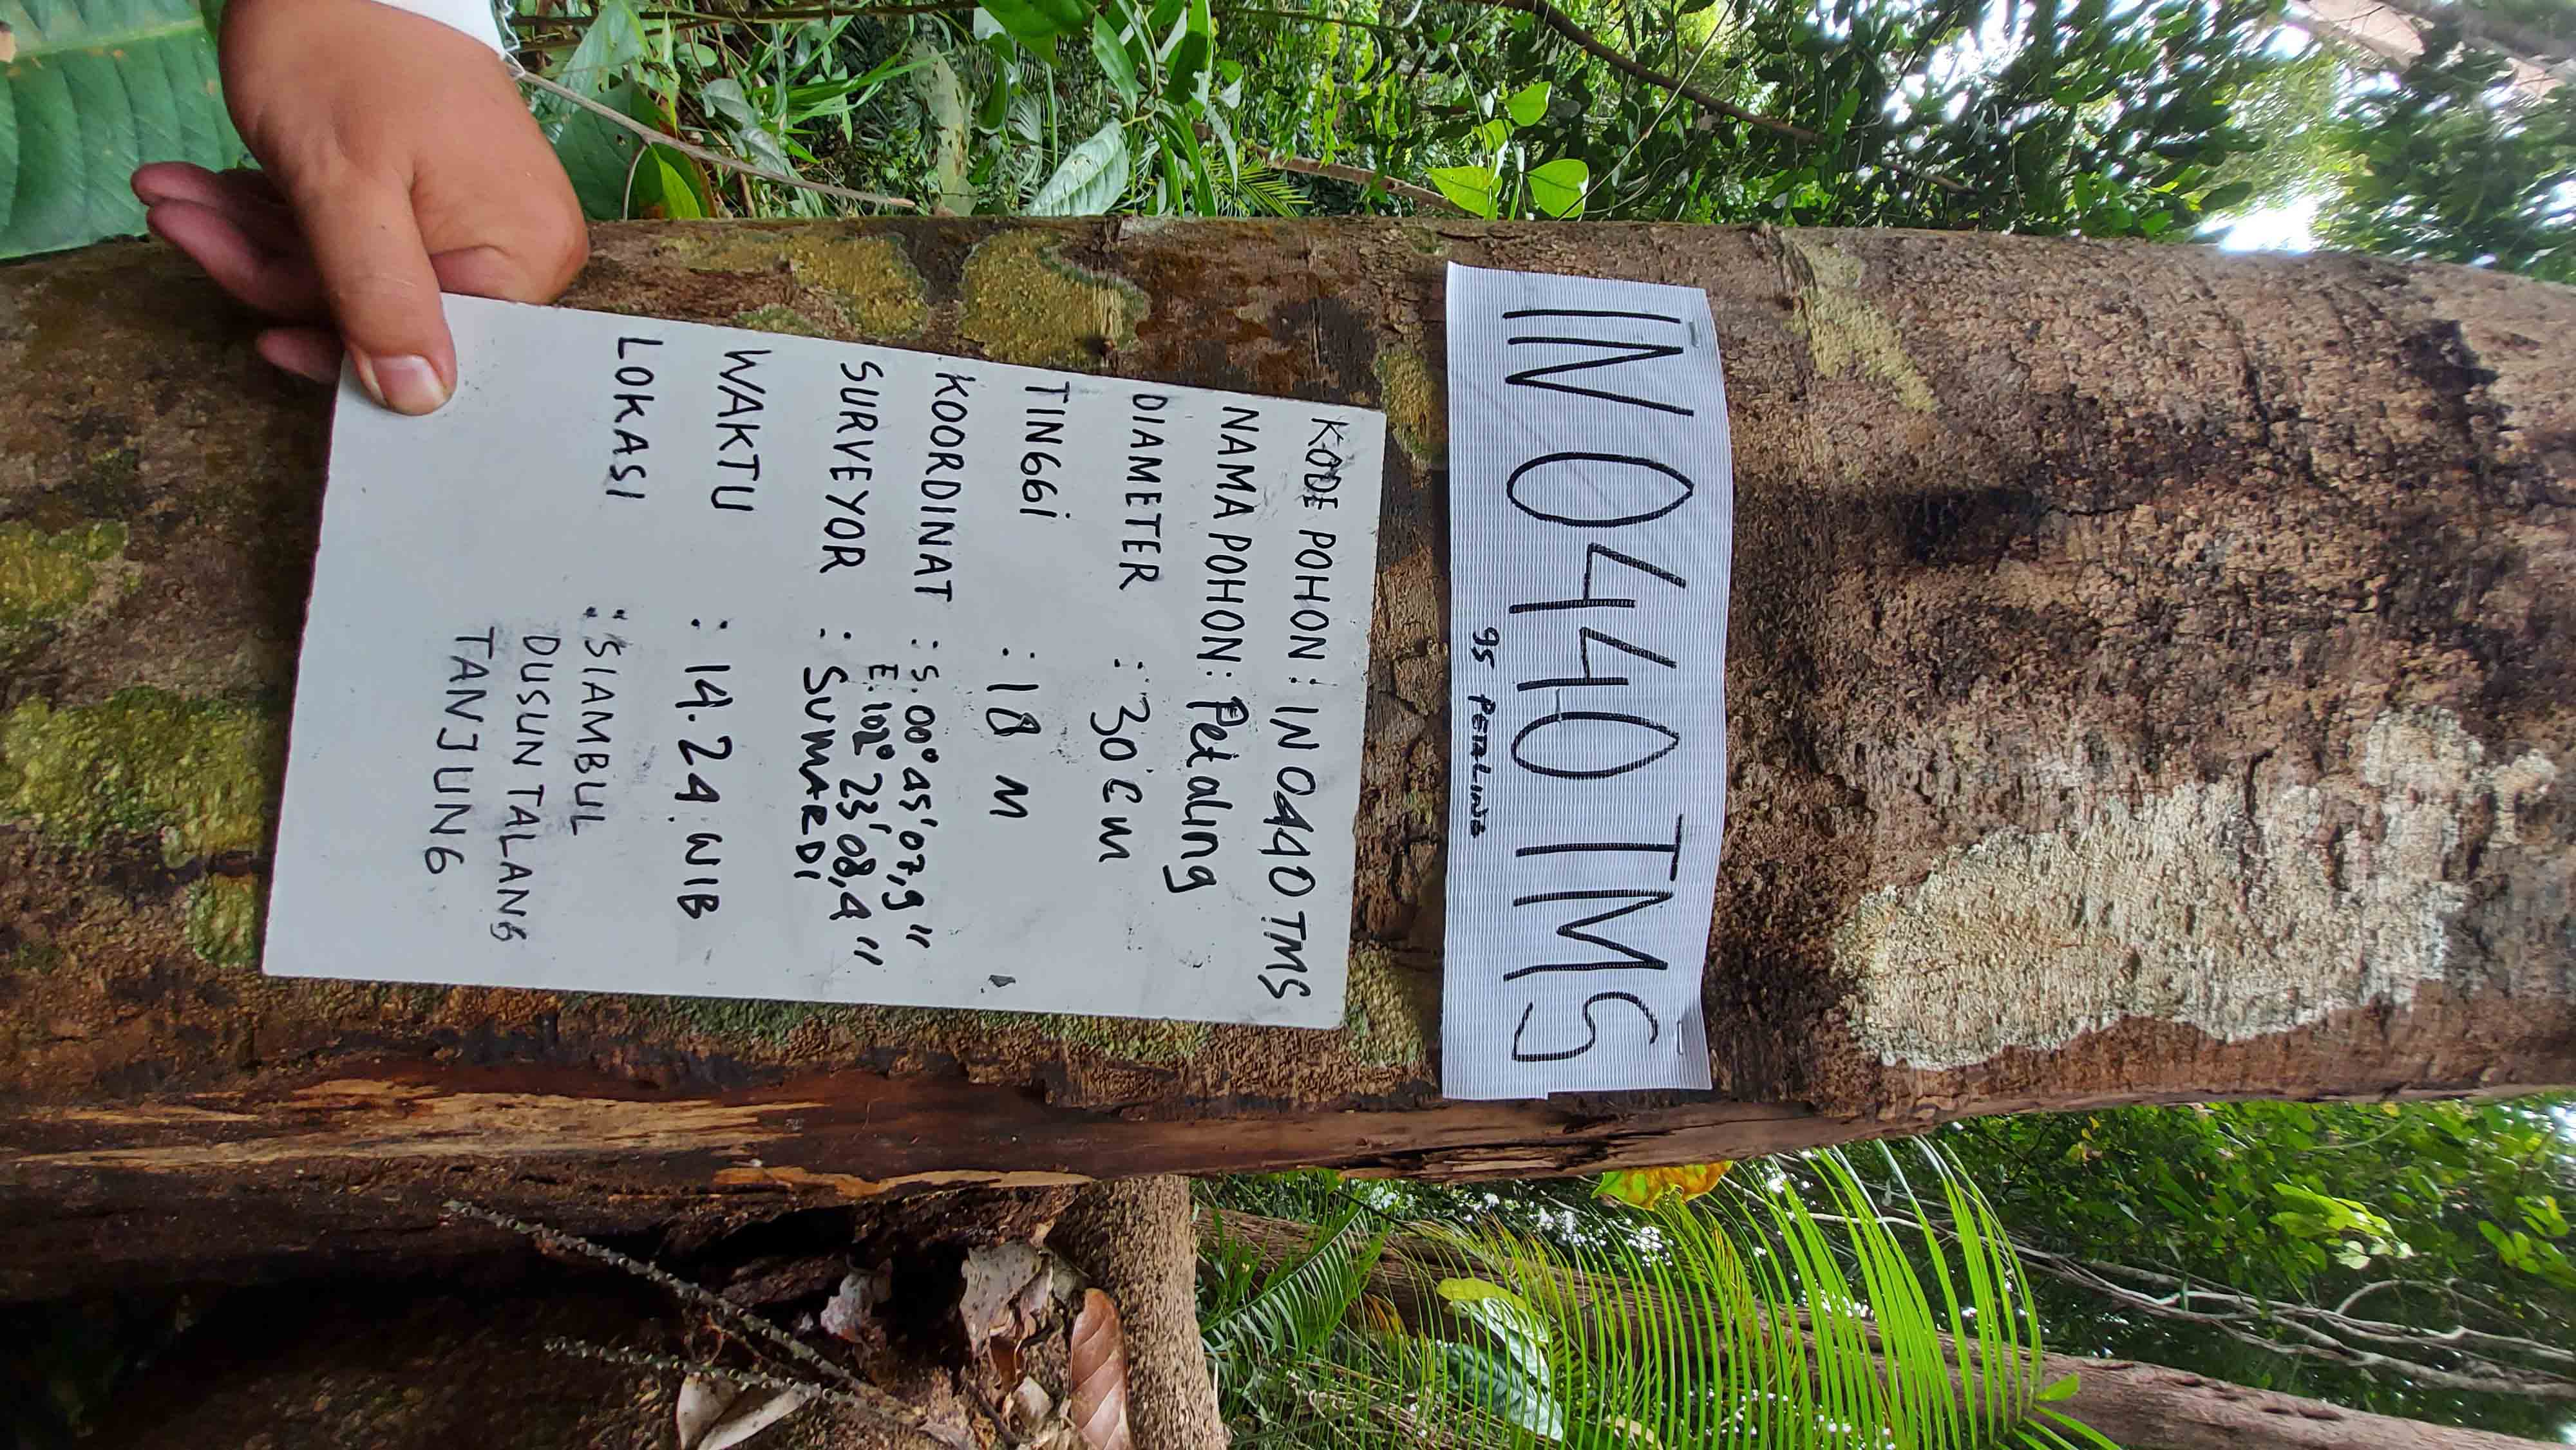 IN 0440 TMS
95 PETALING
KODE POHON : IN 0440 TMS
NAMA POHON : Petaling
DIAMETER : 30 cm
TINGGi : 18 M
KOORDINAT : S. 00° 45' 07,9"
E. 102° 23' 08,4"
SURVEYOR : SUMARDI
WAKTU : 14.24 WIB
LOKASI : SIAMBUL
DUSUN TALANG
TANJUNG